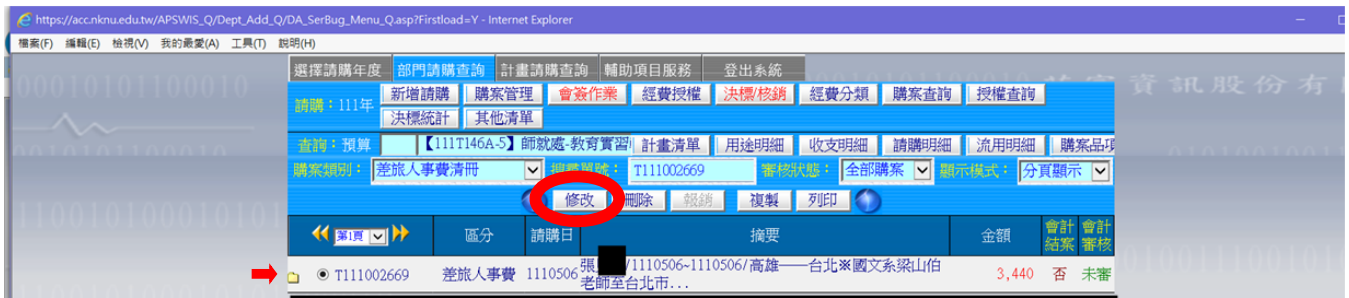 https://acc.nknu.edu.tw/APSWIS_Q/Dept_Add_Q/DA_SerBug_Menu_Q.asp?Firstload=Y - Internet Explorer
檔案(F) 編輯(E) 檢視(V) 我的最愛(A) 工具(T) 說明(H)
選擇請購年度 部門請購查詢 計畫請購查詢 輔助項目服務 登出系統
請購：111年 新增請購 購案管理 會簽作業 經費授權 決標/核銷 經費分類 購案查詢 授權查詢
資訊股份有
決標統計 其他清單
查詢：預算 【111T146A-5】師就處-教育實習 計畫清單 用途明細 收支明細 請購明細 流用明細 購案品項
購案類別： 差旅人事費清冊 搜尋單號： T111002669 審核狀態： 全部購案 顯示模式： 分頁顯示
修改 刪除 報銷 複製 列印
第1頁 區分 請購日 摘要 金額 會計結案 會計審核
T111002669 差旅人事費 1110506 張 /1110506~1110506/高雄——台北※國文系梁山伯
老師至台北市... 3,440 否 未審